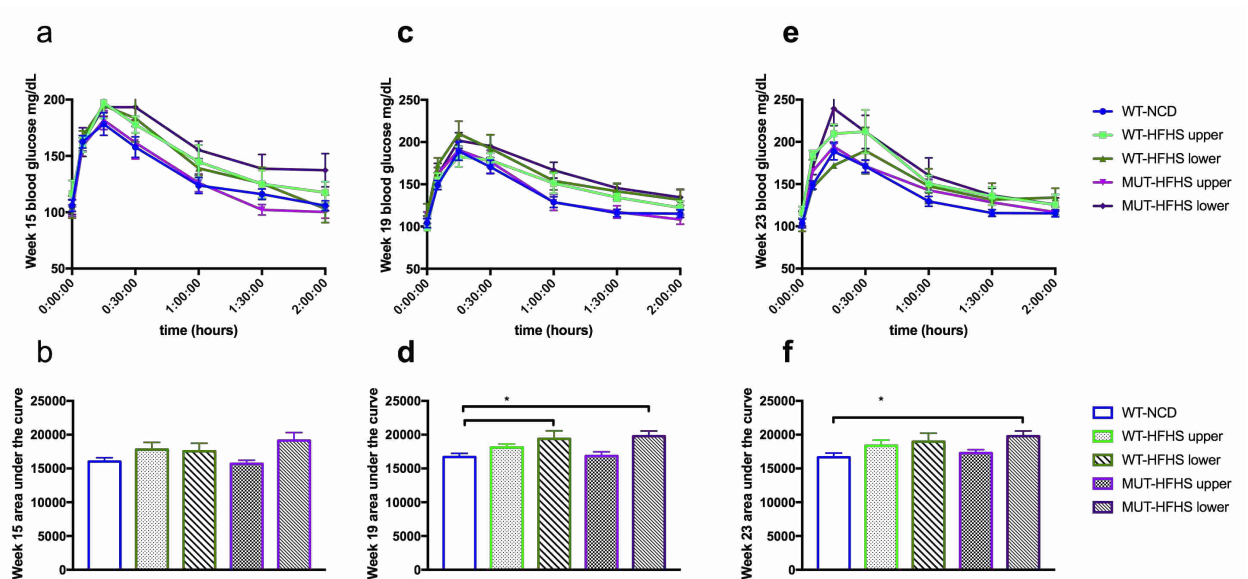 a
Week 15 blood glucose mg/dL
200
150
100
50
0:00:00
0:30:00
1:00:00
1:30:00
2:00:00
time (hours)
c
Week 19 blood glucose mg/dL
250
200
150
100
50
0:00:00
0:30:00
1:00:00
1:30:00
2:00:00
time (hours)
e
Week 23 blood glucose mg/dL
250
200
150
100
50
0:00:00
0:30:00
1:00:00
1:30:00
2:00:00
time (hours)
WT-NCD
WT-HFHS upper
WT-HFHS lower
MUT-HFHS upper
MUT-HFHS lower
b
Week 15 area under the curve
25000
20000
15000
10000
5000
0
d
Week 19 area under the curve
25000
20000
15000
10000
5000
0
*
f
Week 23 area under the curve
25000
20000
15000
10000
5000
0
*
WT-NCD
WT-HFHS upper
WT-HFHS lower
MUT-HFHS upper
MUT-HFHS lower